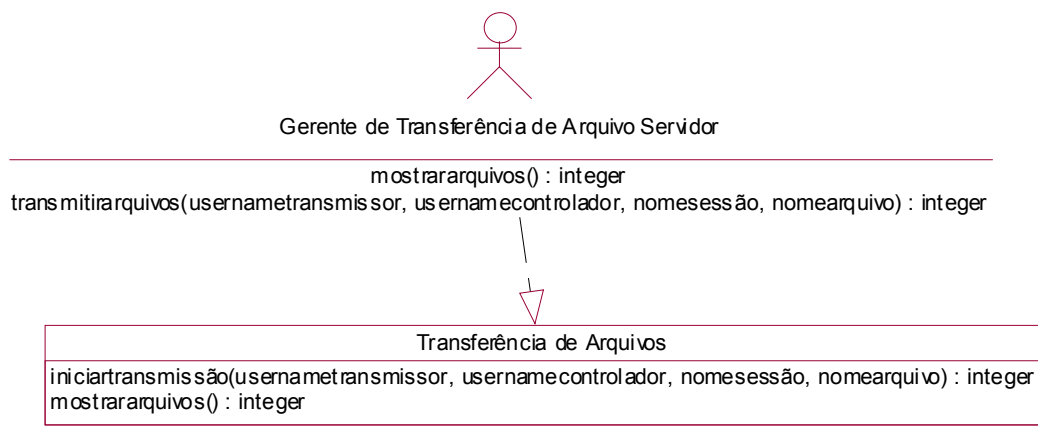 Gerente de Transferência de Arquivo Servidor
mostrararquivos() : integer
transmitirarquivos(usernametransmissor, usernamecontrolador, nomesessão, nomearquivo) : integer
Transferência de Arquivos
iniciartransmissão(usernametransmissor, usernamecontrolador, nomesessão, nomearquivo) : integer
mostrararquivos() : integer